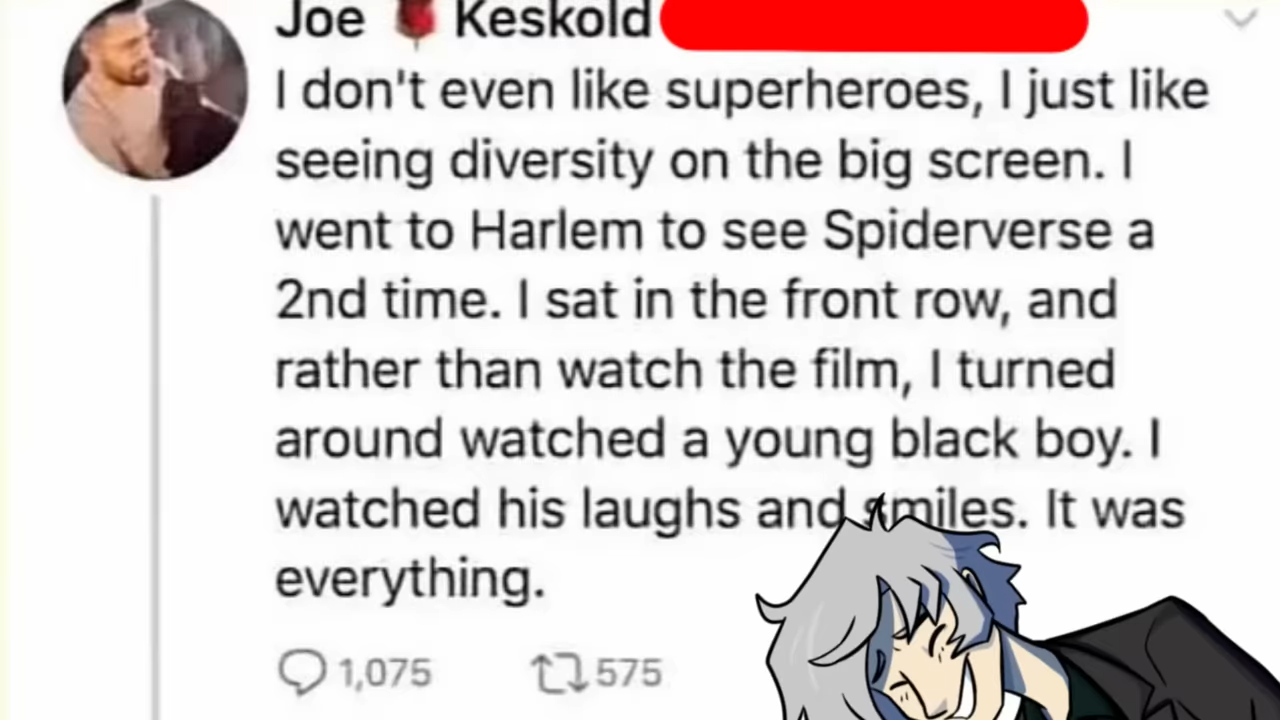 Joe 🌹 Keskold
I don't even like superheroes, I just like
seeing diversity on the big screen. I
went to Harlem to see Spiderverse a
2nd time. I sat in the front row, and
rather than watch the film, I turned
around watched a young black boy. I
watched his laughs and smiles. It was
everything.
1,075 575